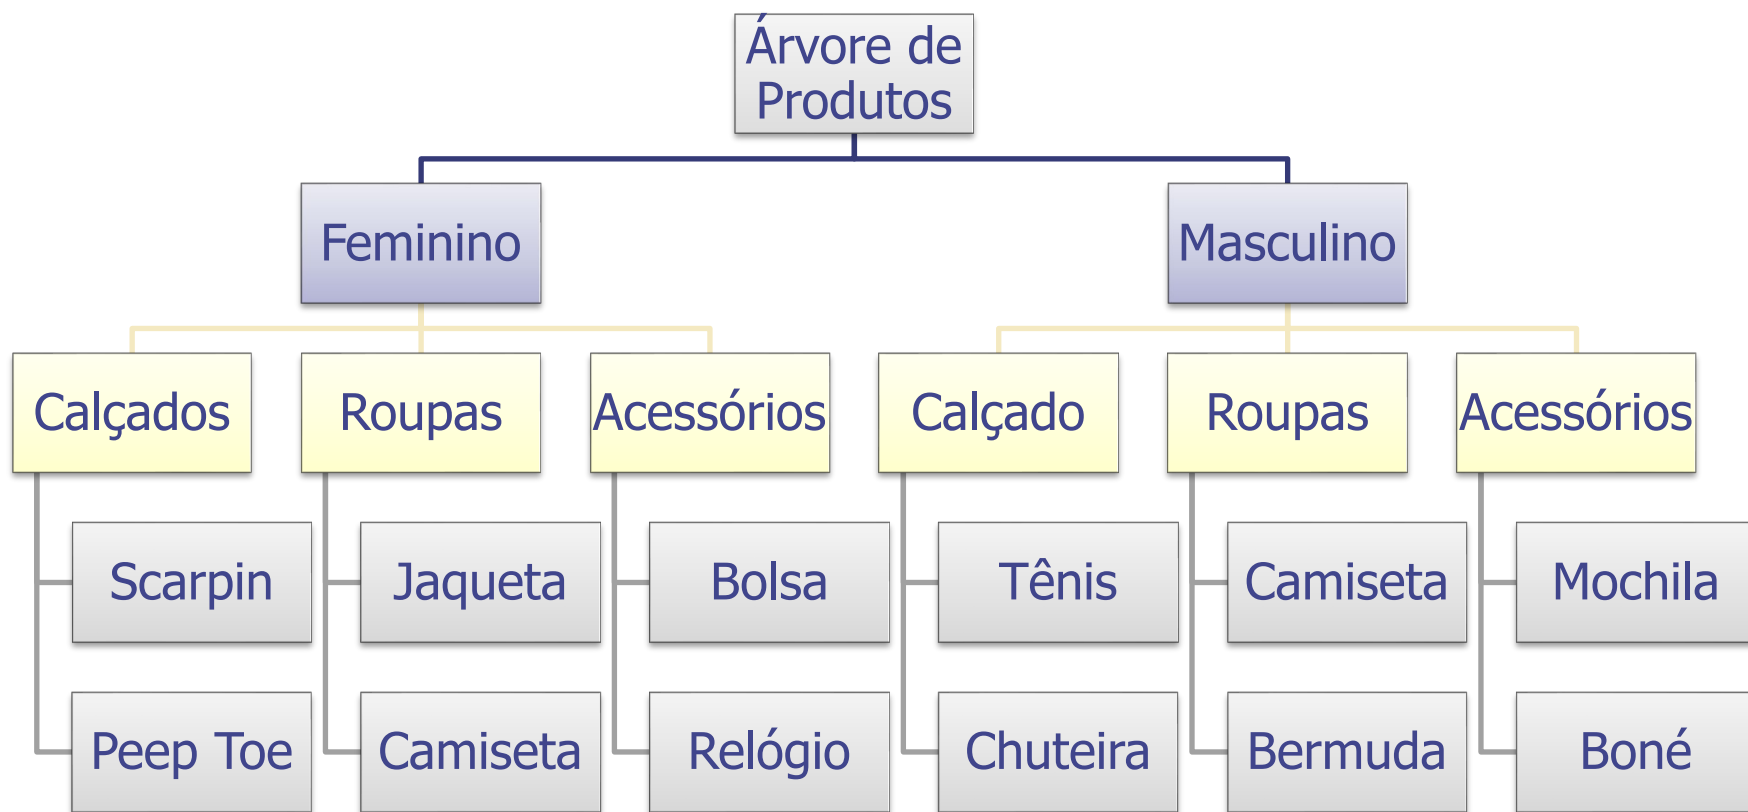 Árvore de
Produtos
Feminino
Masculino
Calçados
Roupas
Acessórios
Calçado
Roupas
Acessórios
Scarpin
Jaqueta
Bolsa
Tênis
Camiseta
Mochila
Peep Toe
Camiseta
Relógio
Chuteira
Bermuda
Boné